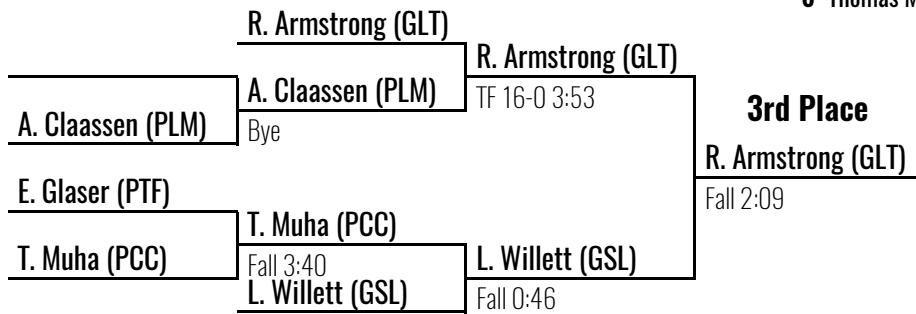 Thomas M
R. Armstrong (GLT)
R. Armstrong (GLT)
A. Claassen (PLM)
TF 16-0 3:53
3rd Place
A. Claassen (PLM)
Bye
R. Armstrong (GLT)
E. Glaser (PTF)
Fall 2:09
T. Muha (PCC)
T. Muha (PCC)
Fall 3:40
L. Willett (GSL)
L. Willett (GSL)
Fall 0:46